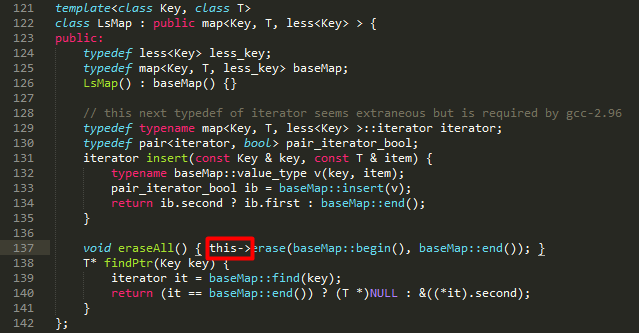 121 template<class Key, class T>
122 class LsMap : public map<Key, T, less<Key> > {
123 public:
124     typedef less<Key> less_key;
125     typedef map<Key, T, less_key> baseMap;
126     LsMap() : baseMap() {}
127
128     // this next typedef of iterator seems extraneous but is required by gcc-2.96
129     typedef typename map<Key, T, less<Key> >::iterator iterator;
130     typedef pair<iterator, bool> pair_iterator_bool;
131     iterator insert(const Key & key, const T & item) {
132         typename baseMap::value_type v(key, item);
133         pair_iterator_bool ib = baseMap::insert(v);
134         return ib.second ? ib.first : baseMap::end();
135     }
136
137     void eraseAll() { this->erase(baseMap::begin(), baseMap::end()); }
138     T* findPtr(Key key) {
139         iterator it = baseMap::find(key);
140         return (it == baseMap::end()) ? (T *)NULL : &((*it).second);
141     }
142 };